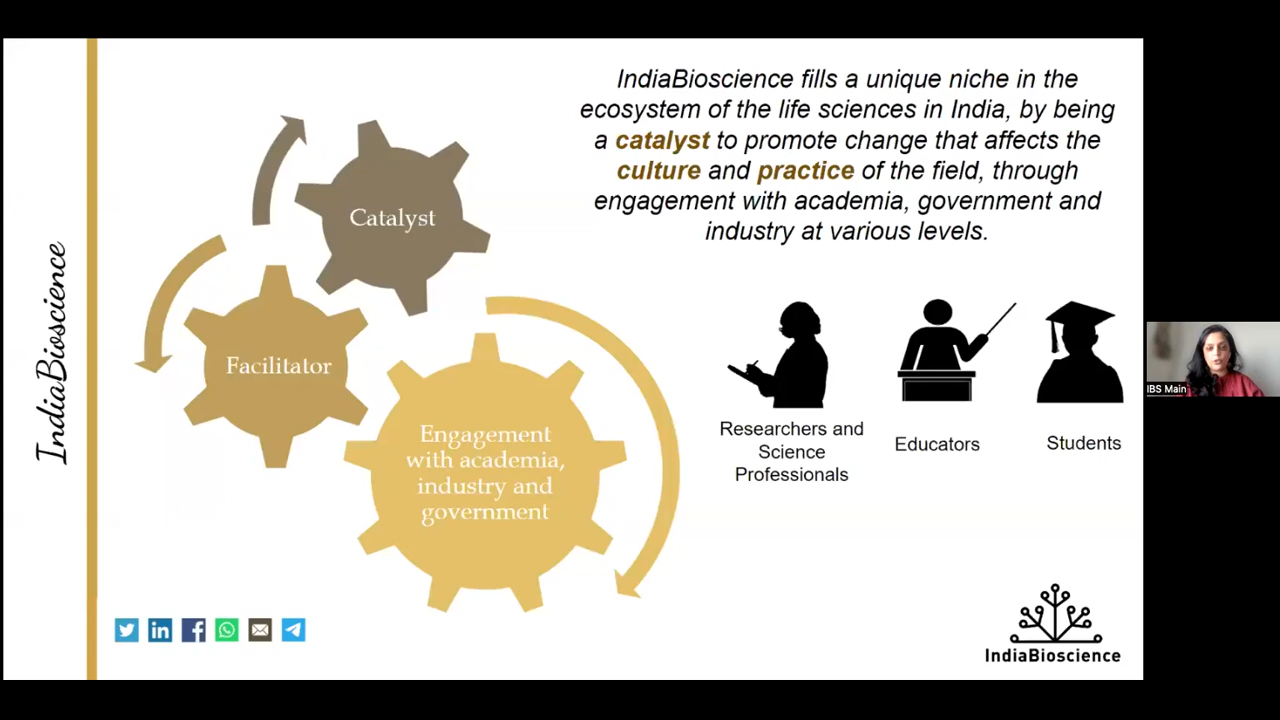 IndiaBioscience
IndiaBioscience fills a unique niche in the
ecosystem of the life sciences in India, by being
a catalyst to promote change that affects the
culture and practice of the field, through
engagement with academia, government and
industry at various levels.
Catalyst
Facilitator
Engagement
with academia,
industry and
government
Researchers and
Science
Professionals
Educators
Students
IBS Main
in
IndiaBioscience